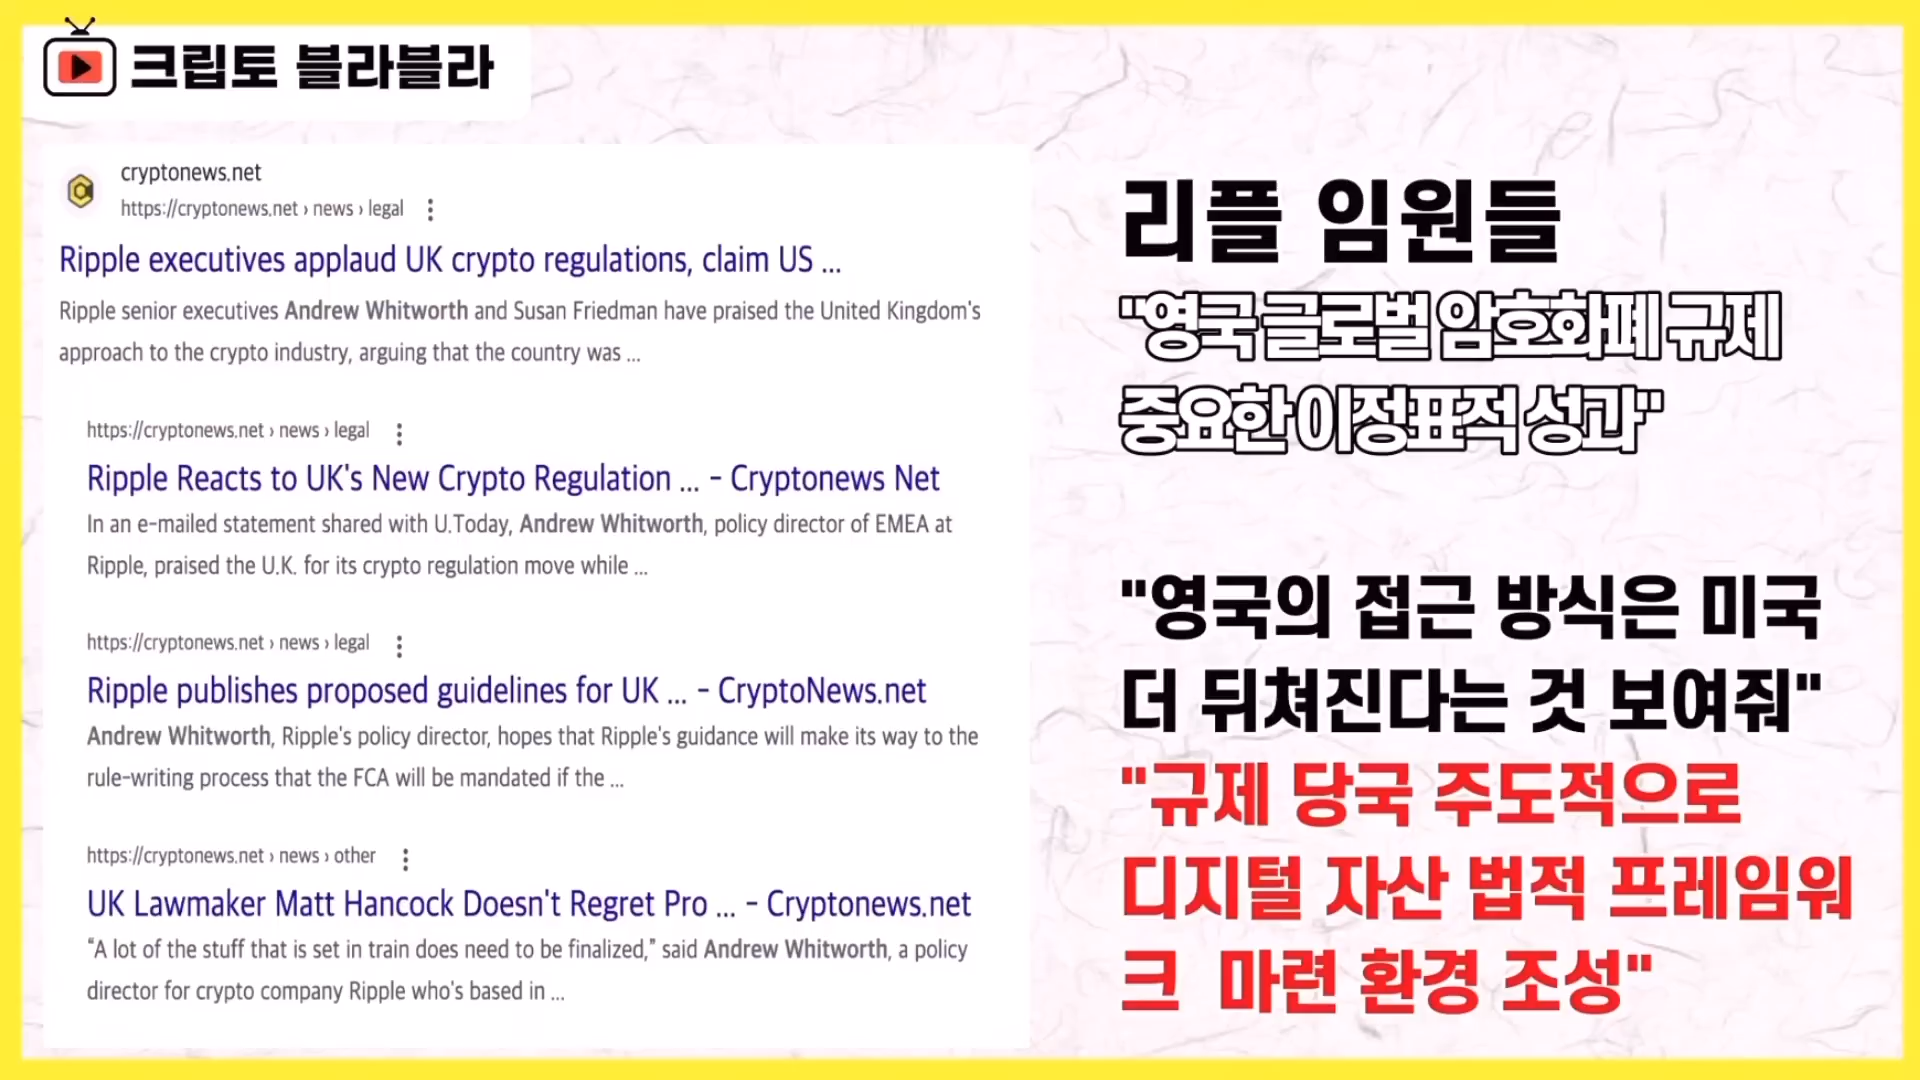 크립토 블라블라
cryptonews.net
https://cryptonews.net › news › legal
Ripple executives applaud UK crypto regulations, claim US ...
Ripple senior executives Andrew Whitworth and Susan Friedman have praised the United Kingdom's
approach to the crypto industry, arguing that the country was ...
https://cryptonews.net › news › legal
Ripple Reacts to UK's New Crypto Regulation ... - Cryptonews Net
In an e-mailed statement shared with U.Today, Andrew Whitworth, policy director of EMEA at
Ripple, praised the U.K. for its crypto regulation move while ...
https://cryptonews.net › news › legal
Ripple publishes proposed guidelines for UK ... - CryptoNews.net
Andrew Whitworth, Ripple's policy director, hopes that Ripple's guidance will make its way to the
rule-writing process that the FCA will be mandated if the ...
https://cryptonews.net › news › other
UK Lawmaker Matt Hancock Doesn't Regret Pro ... - Cryptonews.net
“A lot of the stuff that is set in train does need to be finalized,” said Andrew Whitworth, a policy
director for crypto company Ripple who's based in ...
리플 임원들
"영국 글로벌 암호화폐 규제
중요한 이정표적 성과"
"영국의 접근 방식은 미국
더 뒤쳐진다는 것 보여줘"
"규제 당국 주도적으로
디지털 자산 법적 프레임워
크 마련 환경 조성"